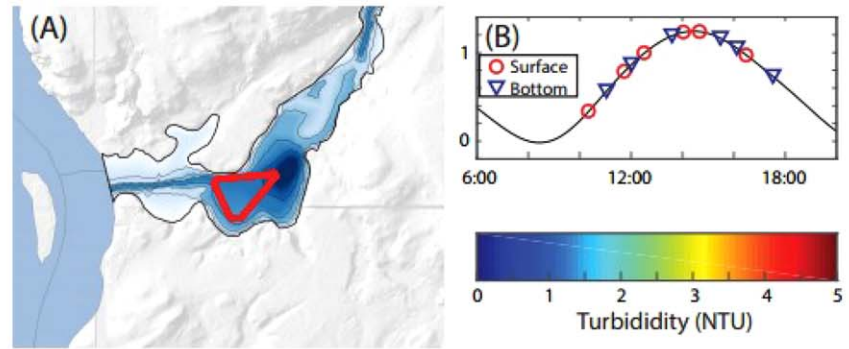 (A)
(B)
1
0
Surface
Bottom
6:00 12:00 18:00
0 1 2 3 4 5
Turbididity (NTU)